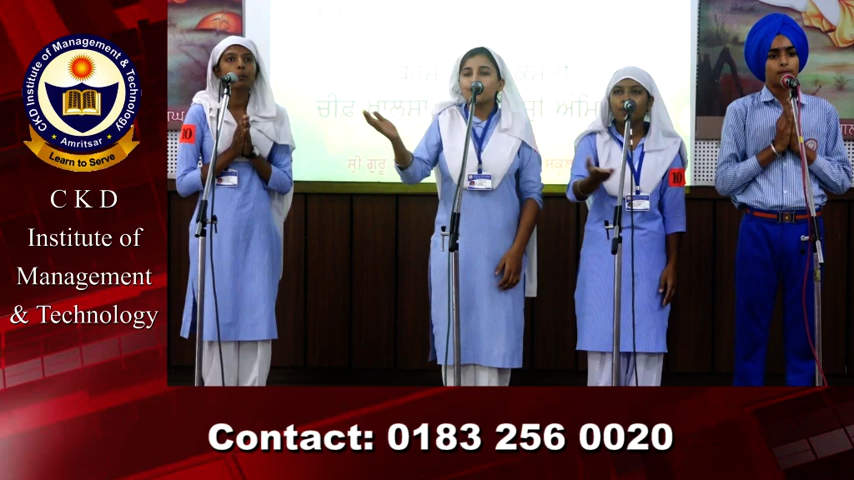 CKD Institute of Management & Technology
Amritsar
Learn to Serve
C K D
Institute of
Management
& Technology
10
10
ਚੀਫ ਖਾਲਸਾ
ਸ੍ਰੀ ਗੁਰੂ
Contact: 0183 256 0020